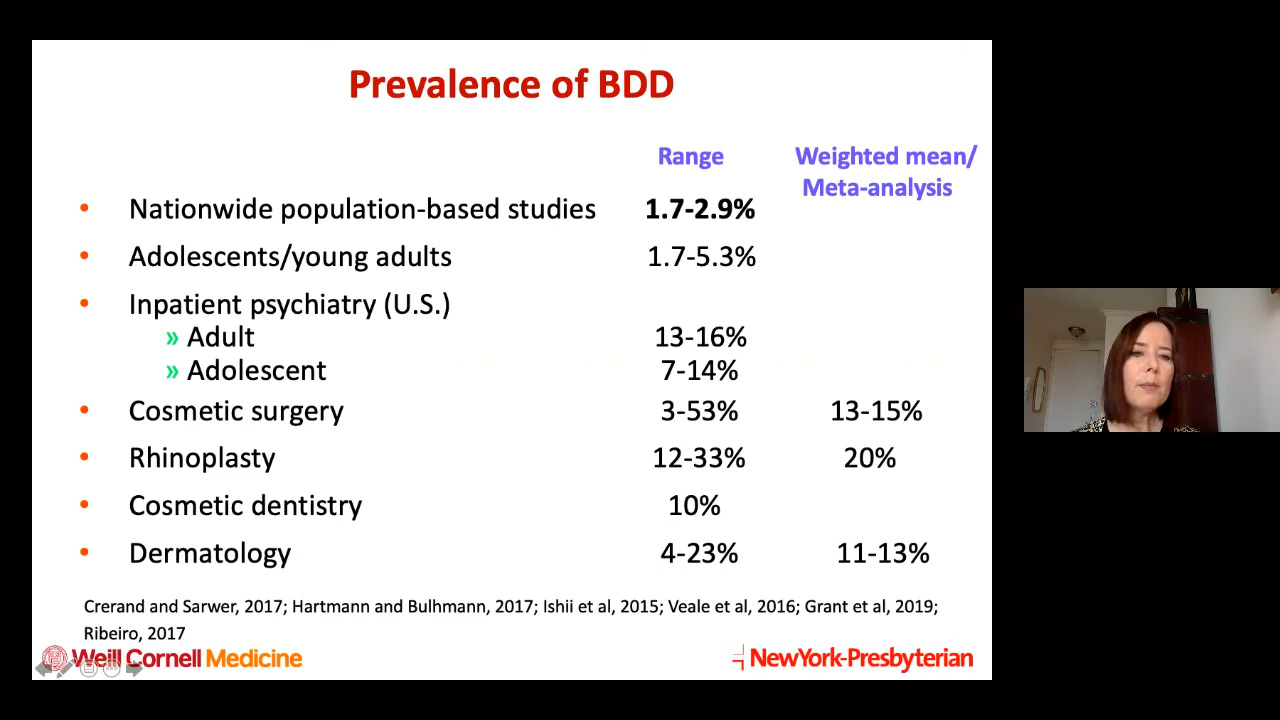 Prevalence of BDD
Range
Weighted mean/
Meta-analysis
• Nationwide population-based studies 1.7-2.9%
• Adolescents/young adults 1.7-5.3%
• Inpatient psychiatry (U.S.)
» Adult 13-16%
» Adolescent 7-14%
• Cosmetic surgery 3-53% 13-15%
• Rhinoplasty 12-33% 20%
• Cosmetic dentistry 10%
• Dermatology 4-23% 11-13%
Crerand and Sarwer, 2017; Hartmann and Bulhmann, 2017; Ishii et al, 2015; Veale et al, 2016; Grant et al, 2019;
Ribeiro, 2017
Weill Cornell Medicine
NewYork-Presbyterian